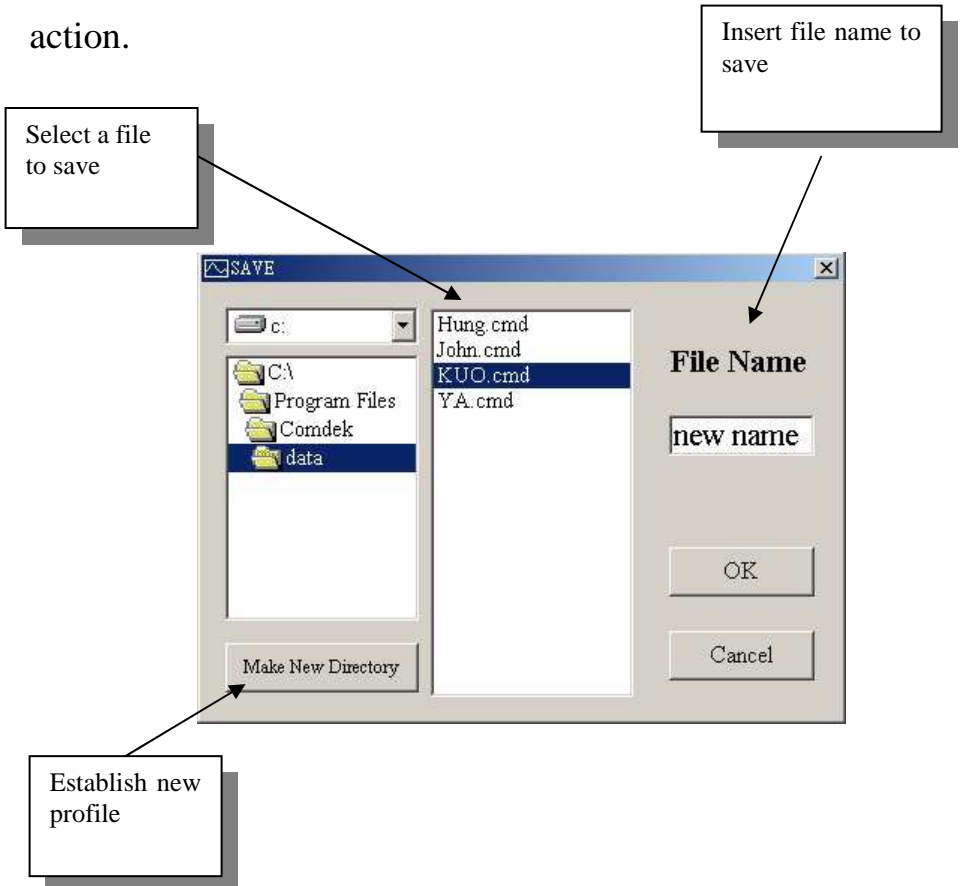 action.
Insert file name to
save
Select a file
to save
SAVE
c:
Hung.cmd
John.cmd
KUO.cmd
YA.cmd
C:\
Program Files
Comdek
data
File Name
new name
OK
Make New Directory
Cancel
Establish new
profile